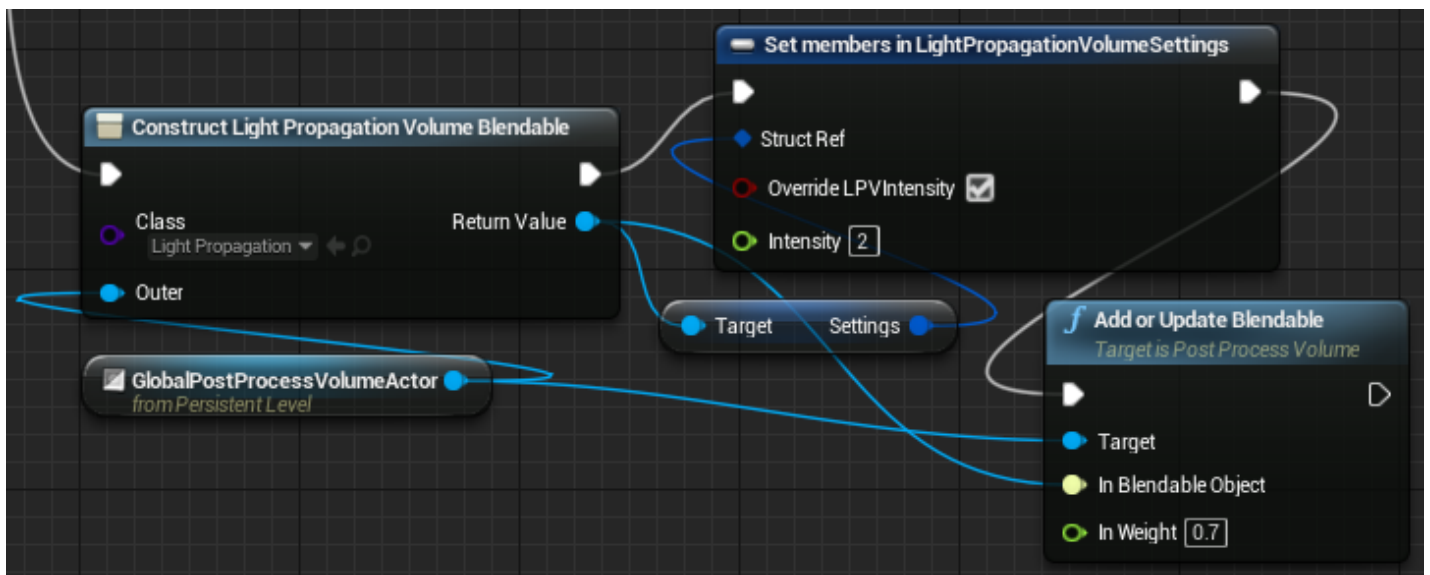 Set members in LightPropagationVolumeSettings
Struct Ref
Override LPVIntensity
Intensity 2
Construct Light Propagation Volume Blendable
Class
Light Propagation
Return Value
Outer
Target Settings
GlobalPostProcessVolumeActor
from Persistent Level
f Add or Update Blendable
Target is Post Process Volume
Target
In Blendable Object
In Weight 0.7